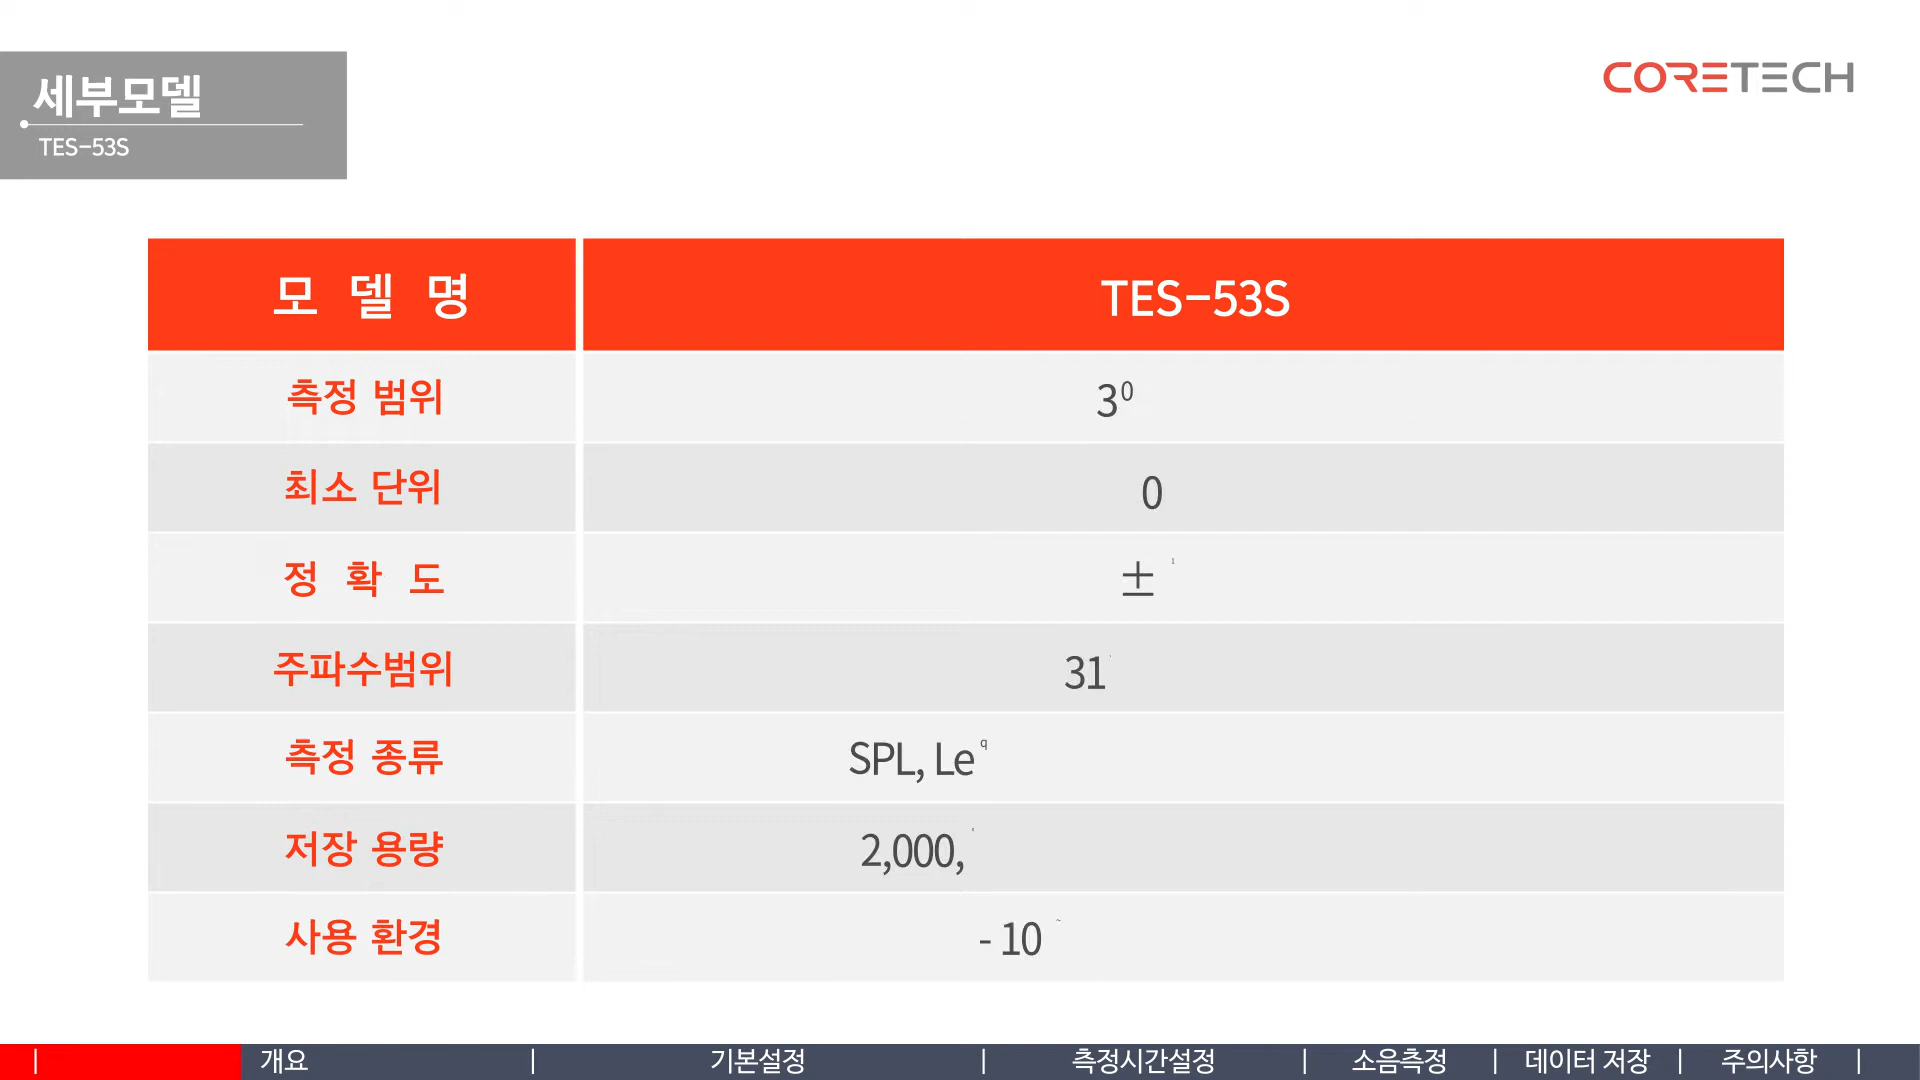 세부모델
TES-53S
CORETECH
모 델 명 TES-53S
측정 범위 30
최소 단위 0
정 확 도 ±
주파수범위 31
측정 종류 SPL, Leq
저장 용량 2,000,
사용 환경 - 10 ~
| 개요 | 기본설정 | 측정시간설정 | 소음측정 | 데이터 저장 | 주의사항 |